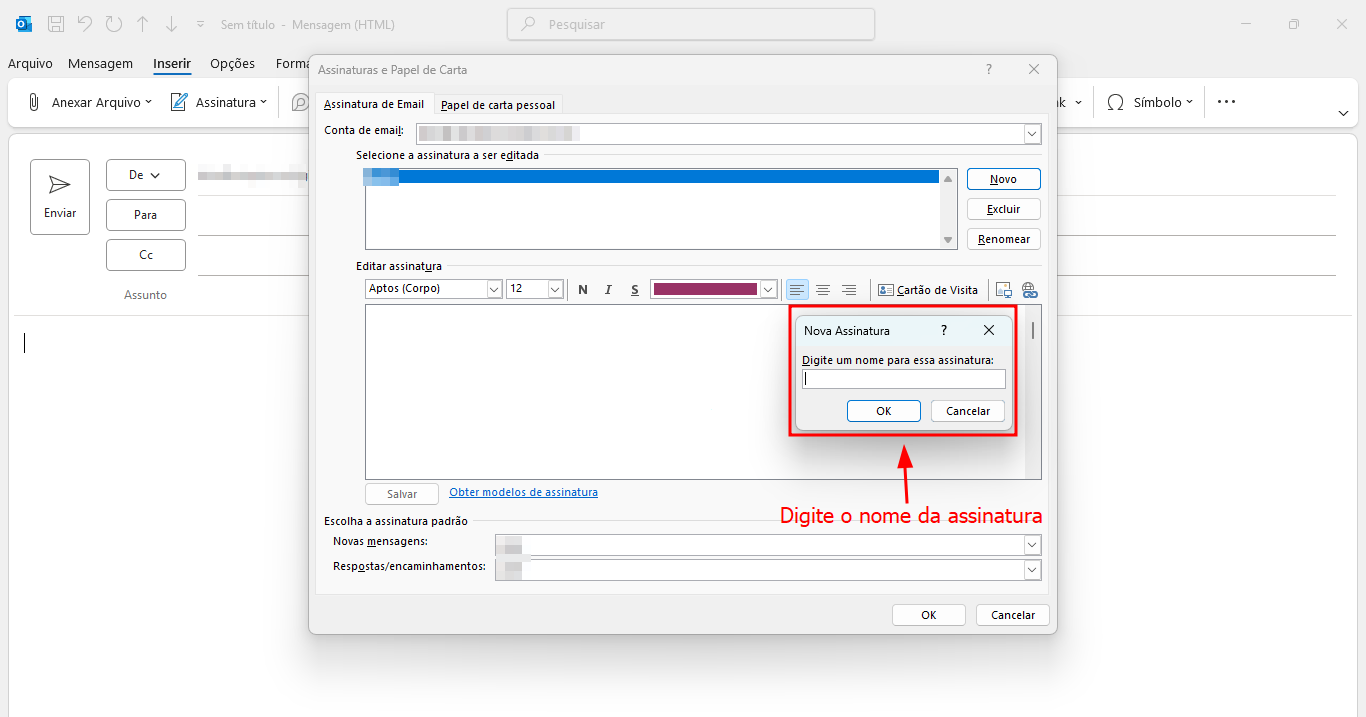 Sem título - Mensagem (HTML)
Pesquisar
Arquivo Mensagem Inserir Opções
Anexar Arquivo Assinatura Símbolo
Assinaturas e Papel de Carta ?
Assinatura de Email Papel de carta pessoal
Conta de email:
Selecione a assinatura a ser editada
Novo
Excluir
Renomear
Editar assinatura
Aptos (Corpo) 12 N I S Cartão de Visita
Nova Assinatura ?
Digite um nome para essa assinatura:
OK Cancelar
Digite o nome da assinatura
Salvar Obter modelos de assinatura
Escolha a assinatura padrão
Novas mensagens:
Respostas/encaminhamentos:
OK Cancelar
Enviar
De
Para
Cc
Assunto